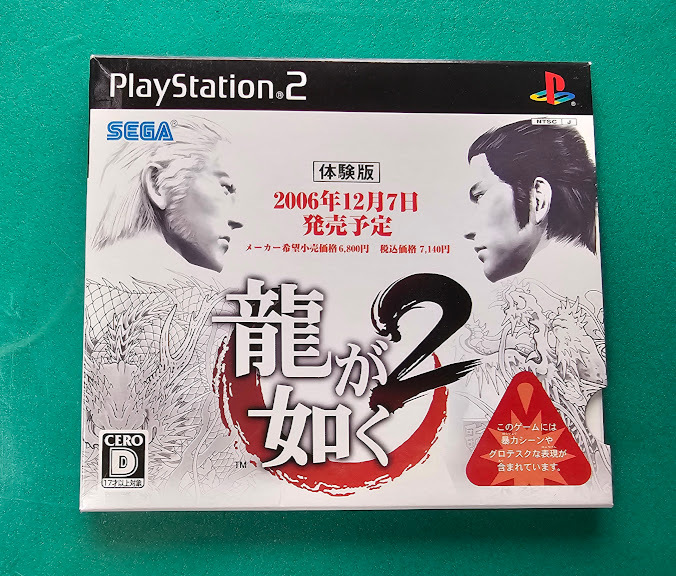 PlayStation®2
NTSC J
SEGA®
体験版
2006年12月7日
発売予定
メーカー希望小売価格6,800円 税込価格7,140円
龍が
如く
2
TM
CERO
D
17才以上対象
このゲームには
暴力シーンや
グロテスクな表現が
含まれています。